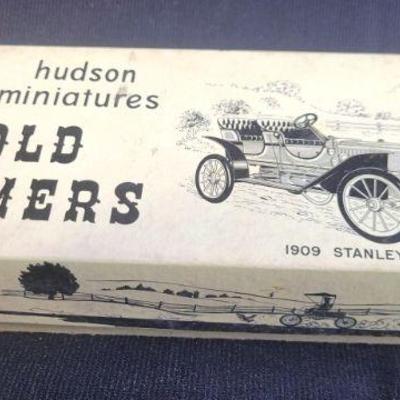 hudson
miniatures
OLD
MERS
1909 STANLEY